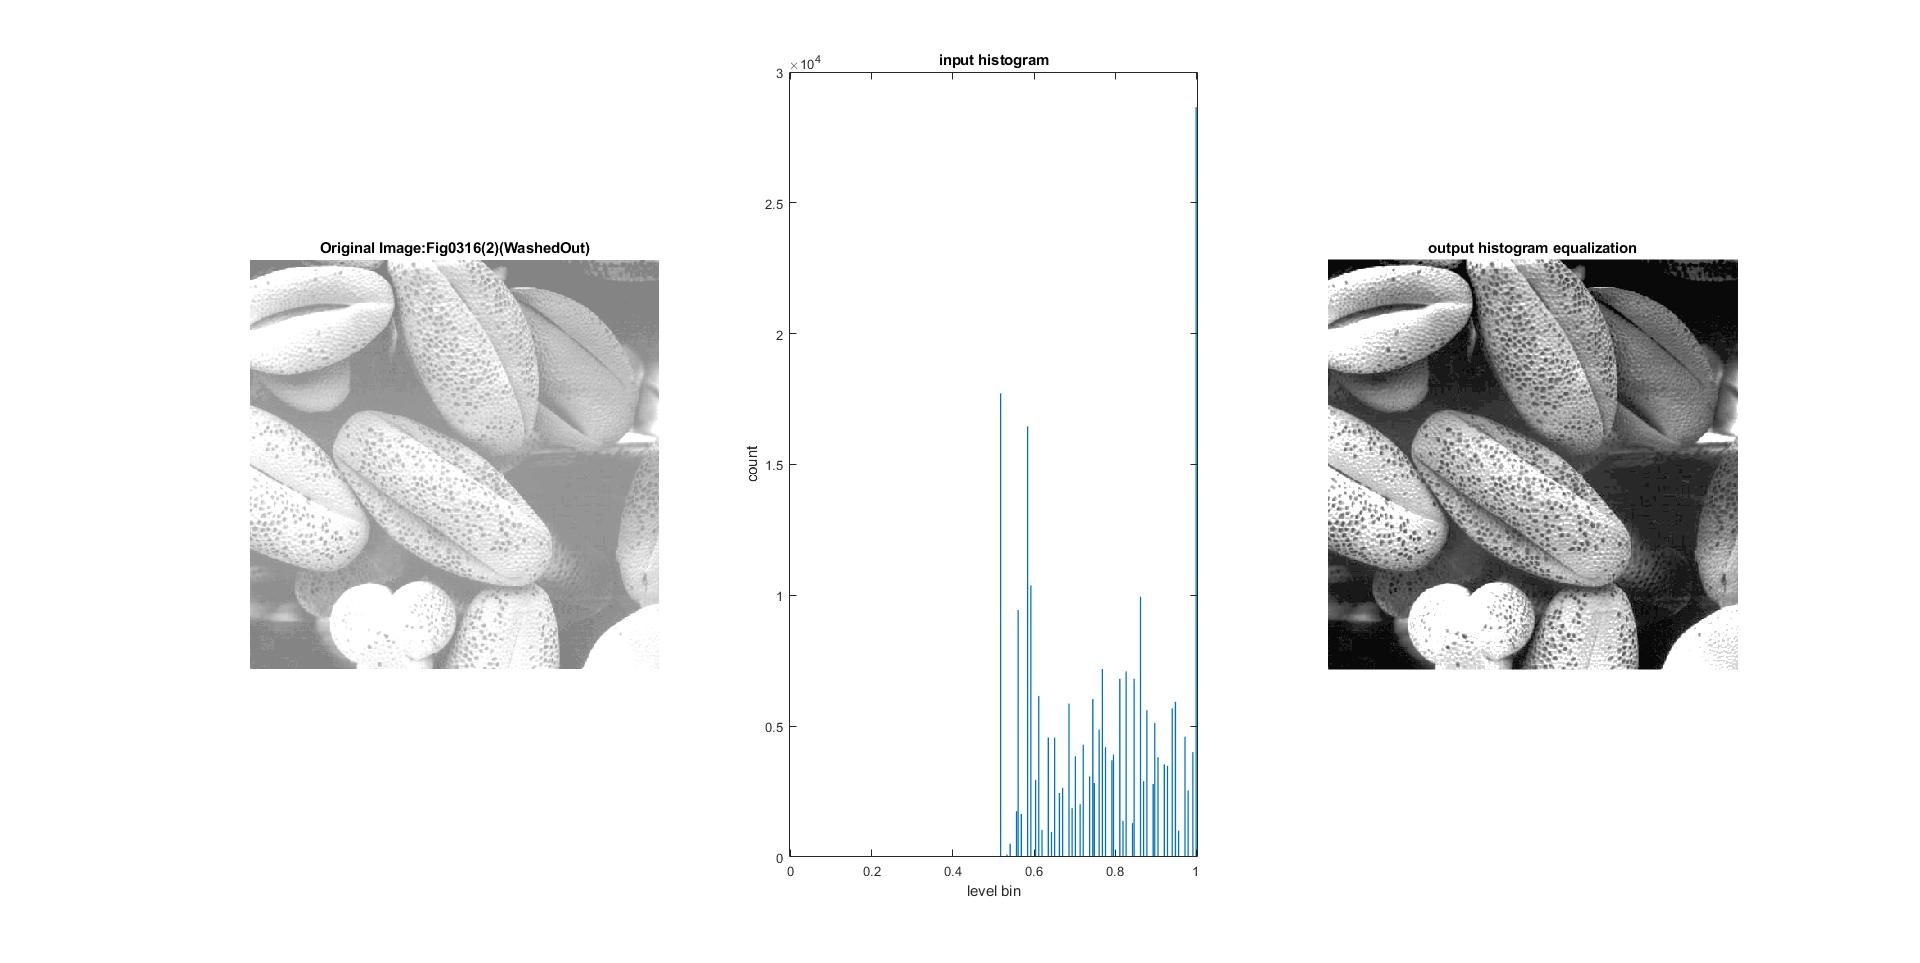 Original Image:Fig0316(2)(WashedOut)
input histogram
×10^4
3
2.5
2
1.5
1
0.5
0
count
0 0.2 0.4 0.6 0.8 1
level bin
output histogram equalization